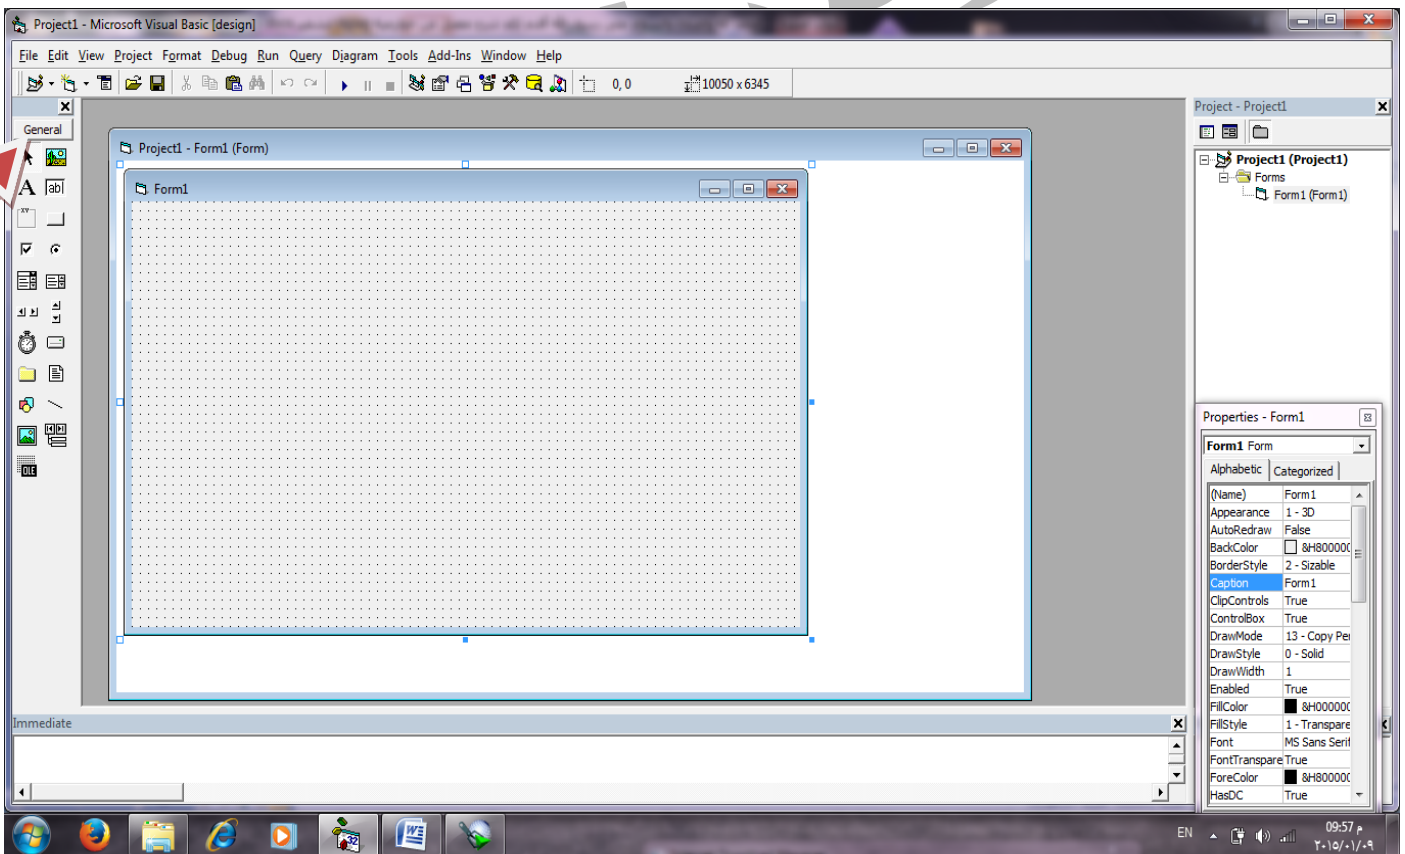 Project1 - Microsoft Visual Basic [design]
File Edit View Project Format Debug Run Query Diagram Tools Add-Ins Window Help
0, 0 10050 x 6345
General
A ab|
XY
OLE
Project1 - Form1 (Form)
Form1
Project - Project1
Project1 (Project1)
Forms
Form1 (Form1)
Properties - Form1
Form1 Form
Alphabetic Categorized
(Name) Form1
Appearance 1 - 3D
AutoRedraw False
BackColor &H800000
BorderStyle 2 - Sizable
Caption Form1
ClipControls True
ControlBox True
DrawMode 13 - Copy Pe
DrawStyle 0 - Solid
DrawWidth 1
Enabled True
FillColor &H000000
FillStyle 1 - Transpare
Font MS Sans Serif
FontTranspare True
ForeColor &H800000
HasDC True
Immediate
32
W
EN
09:57 م
٢٠١٥/٠١/٠٩